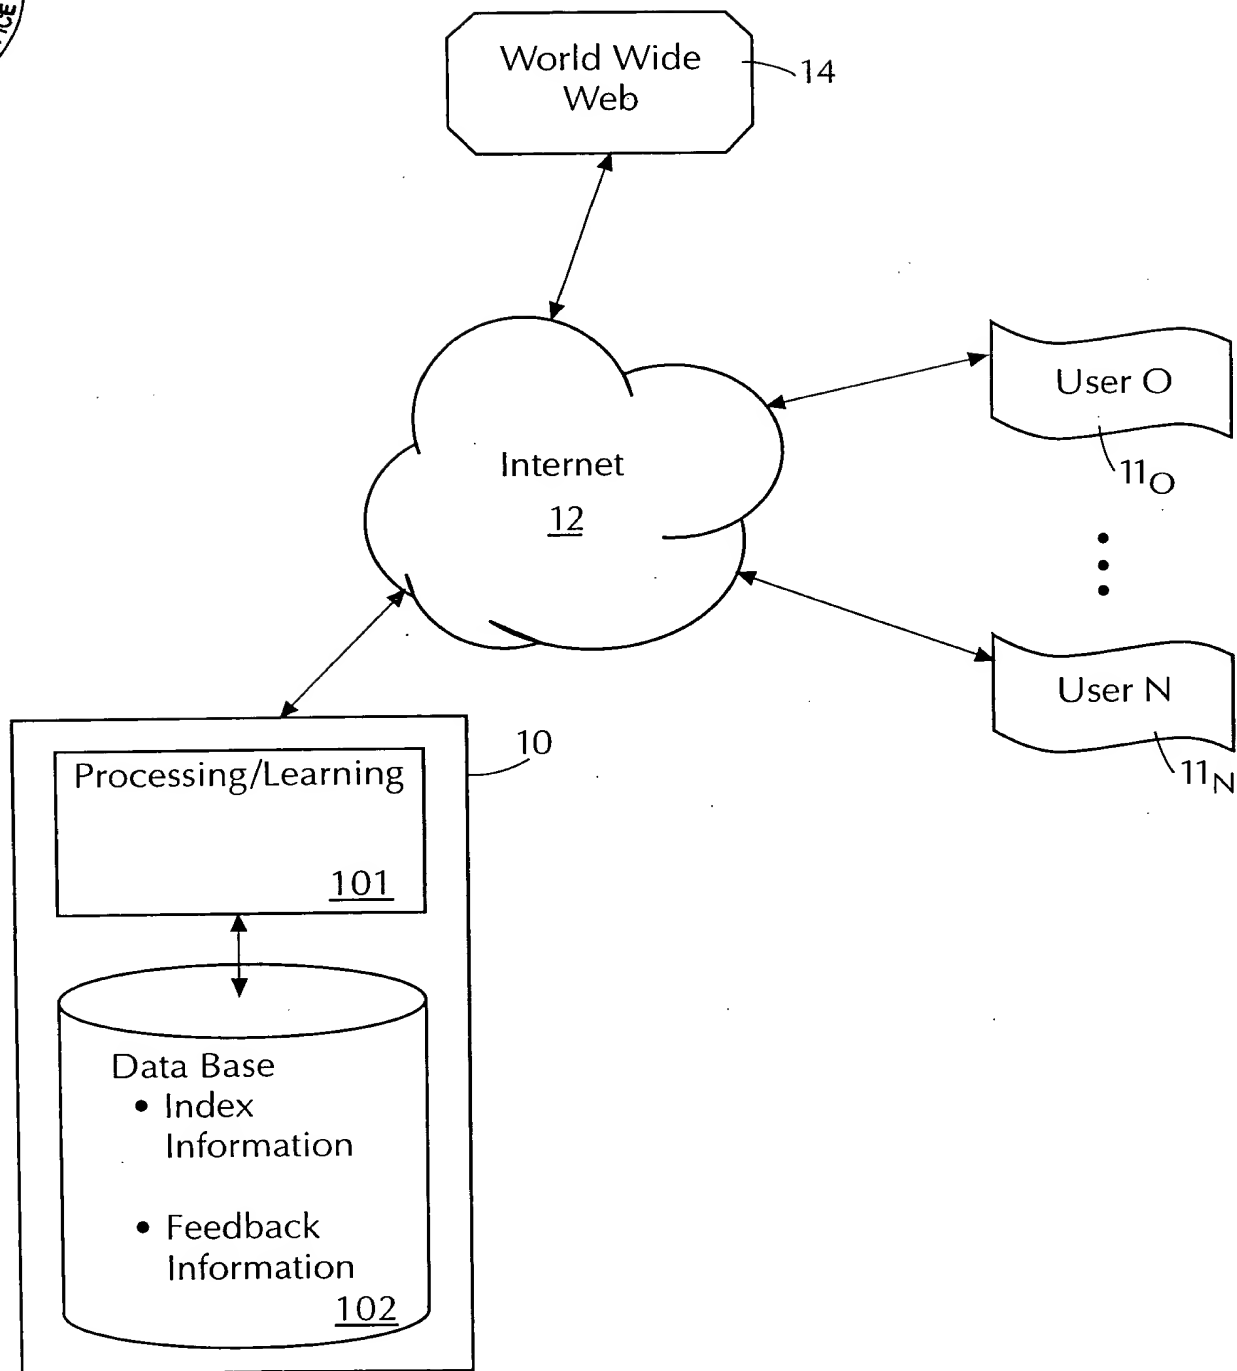 World Wide
Web
14
User O
11O
Internet
12
User N
11N
10
Processing/Learning
101
Data Base
• Index
Information
• Feedback
Information
102